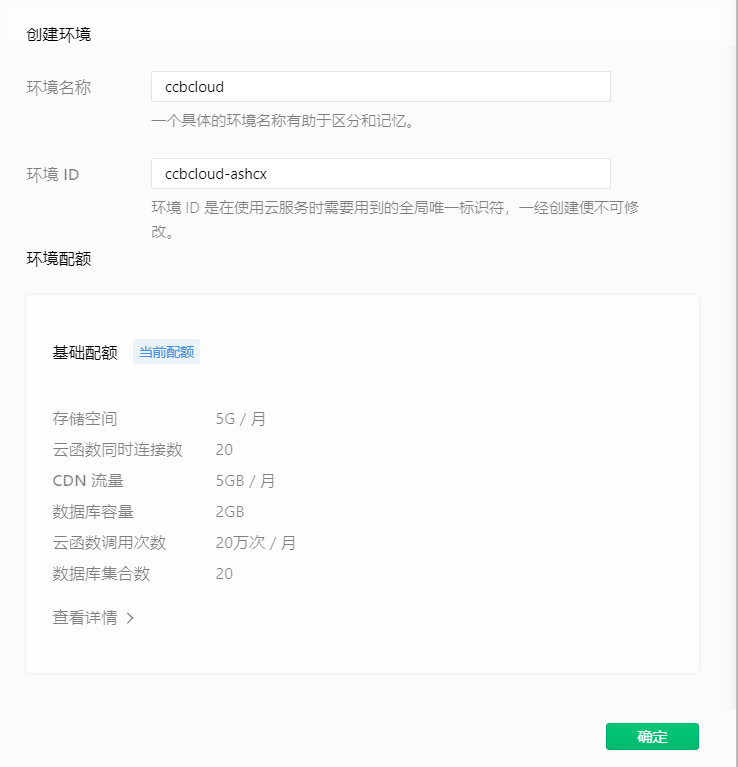 创建环境
环境名称 ccbcloud
一个具体的环境名称有助于区分和记忆。
环境 ID ccbcloud-ashcx
环境 ID 是在使用云服务时需要用到的全局唯一标识符，一经创建便不可修
改。
环境配额
基础配额 当前配额
存储空间 5G / 月
云函数同时连接数 20
CDN 流量 5GB / 月
数据库容量 2GB
云函数调用次数 20万次 / 月
数据库集合数 20
查看详情 >
确定